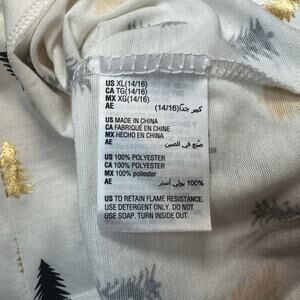 US XL(14/16)
CA TG(14/16)
MX XG(14/16)
AE كبير جدًا(14/16)
US MADE IN CHINA
CA FABRIQUÉ EN CHINE
MX HECHO EN CHINA
AE صنع في الصين
US 100% POLYESTER
CA 100% POLYESTER
MX 100% poliester
AE 100% بولي أستر
US TO RETAIN FLAME RESISTANCE.
USE DETERGENT ONLY. DO NOT
USE SOAP. TURN INSIDE OUT.